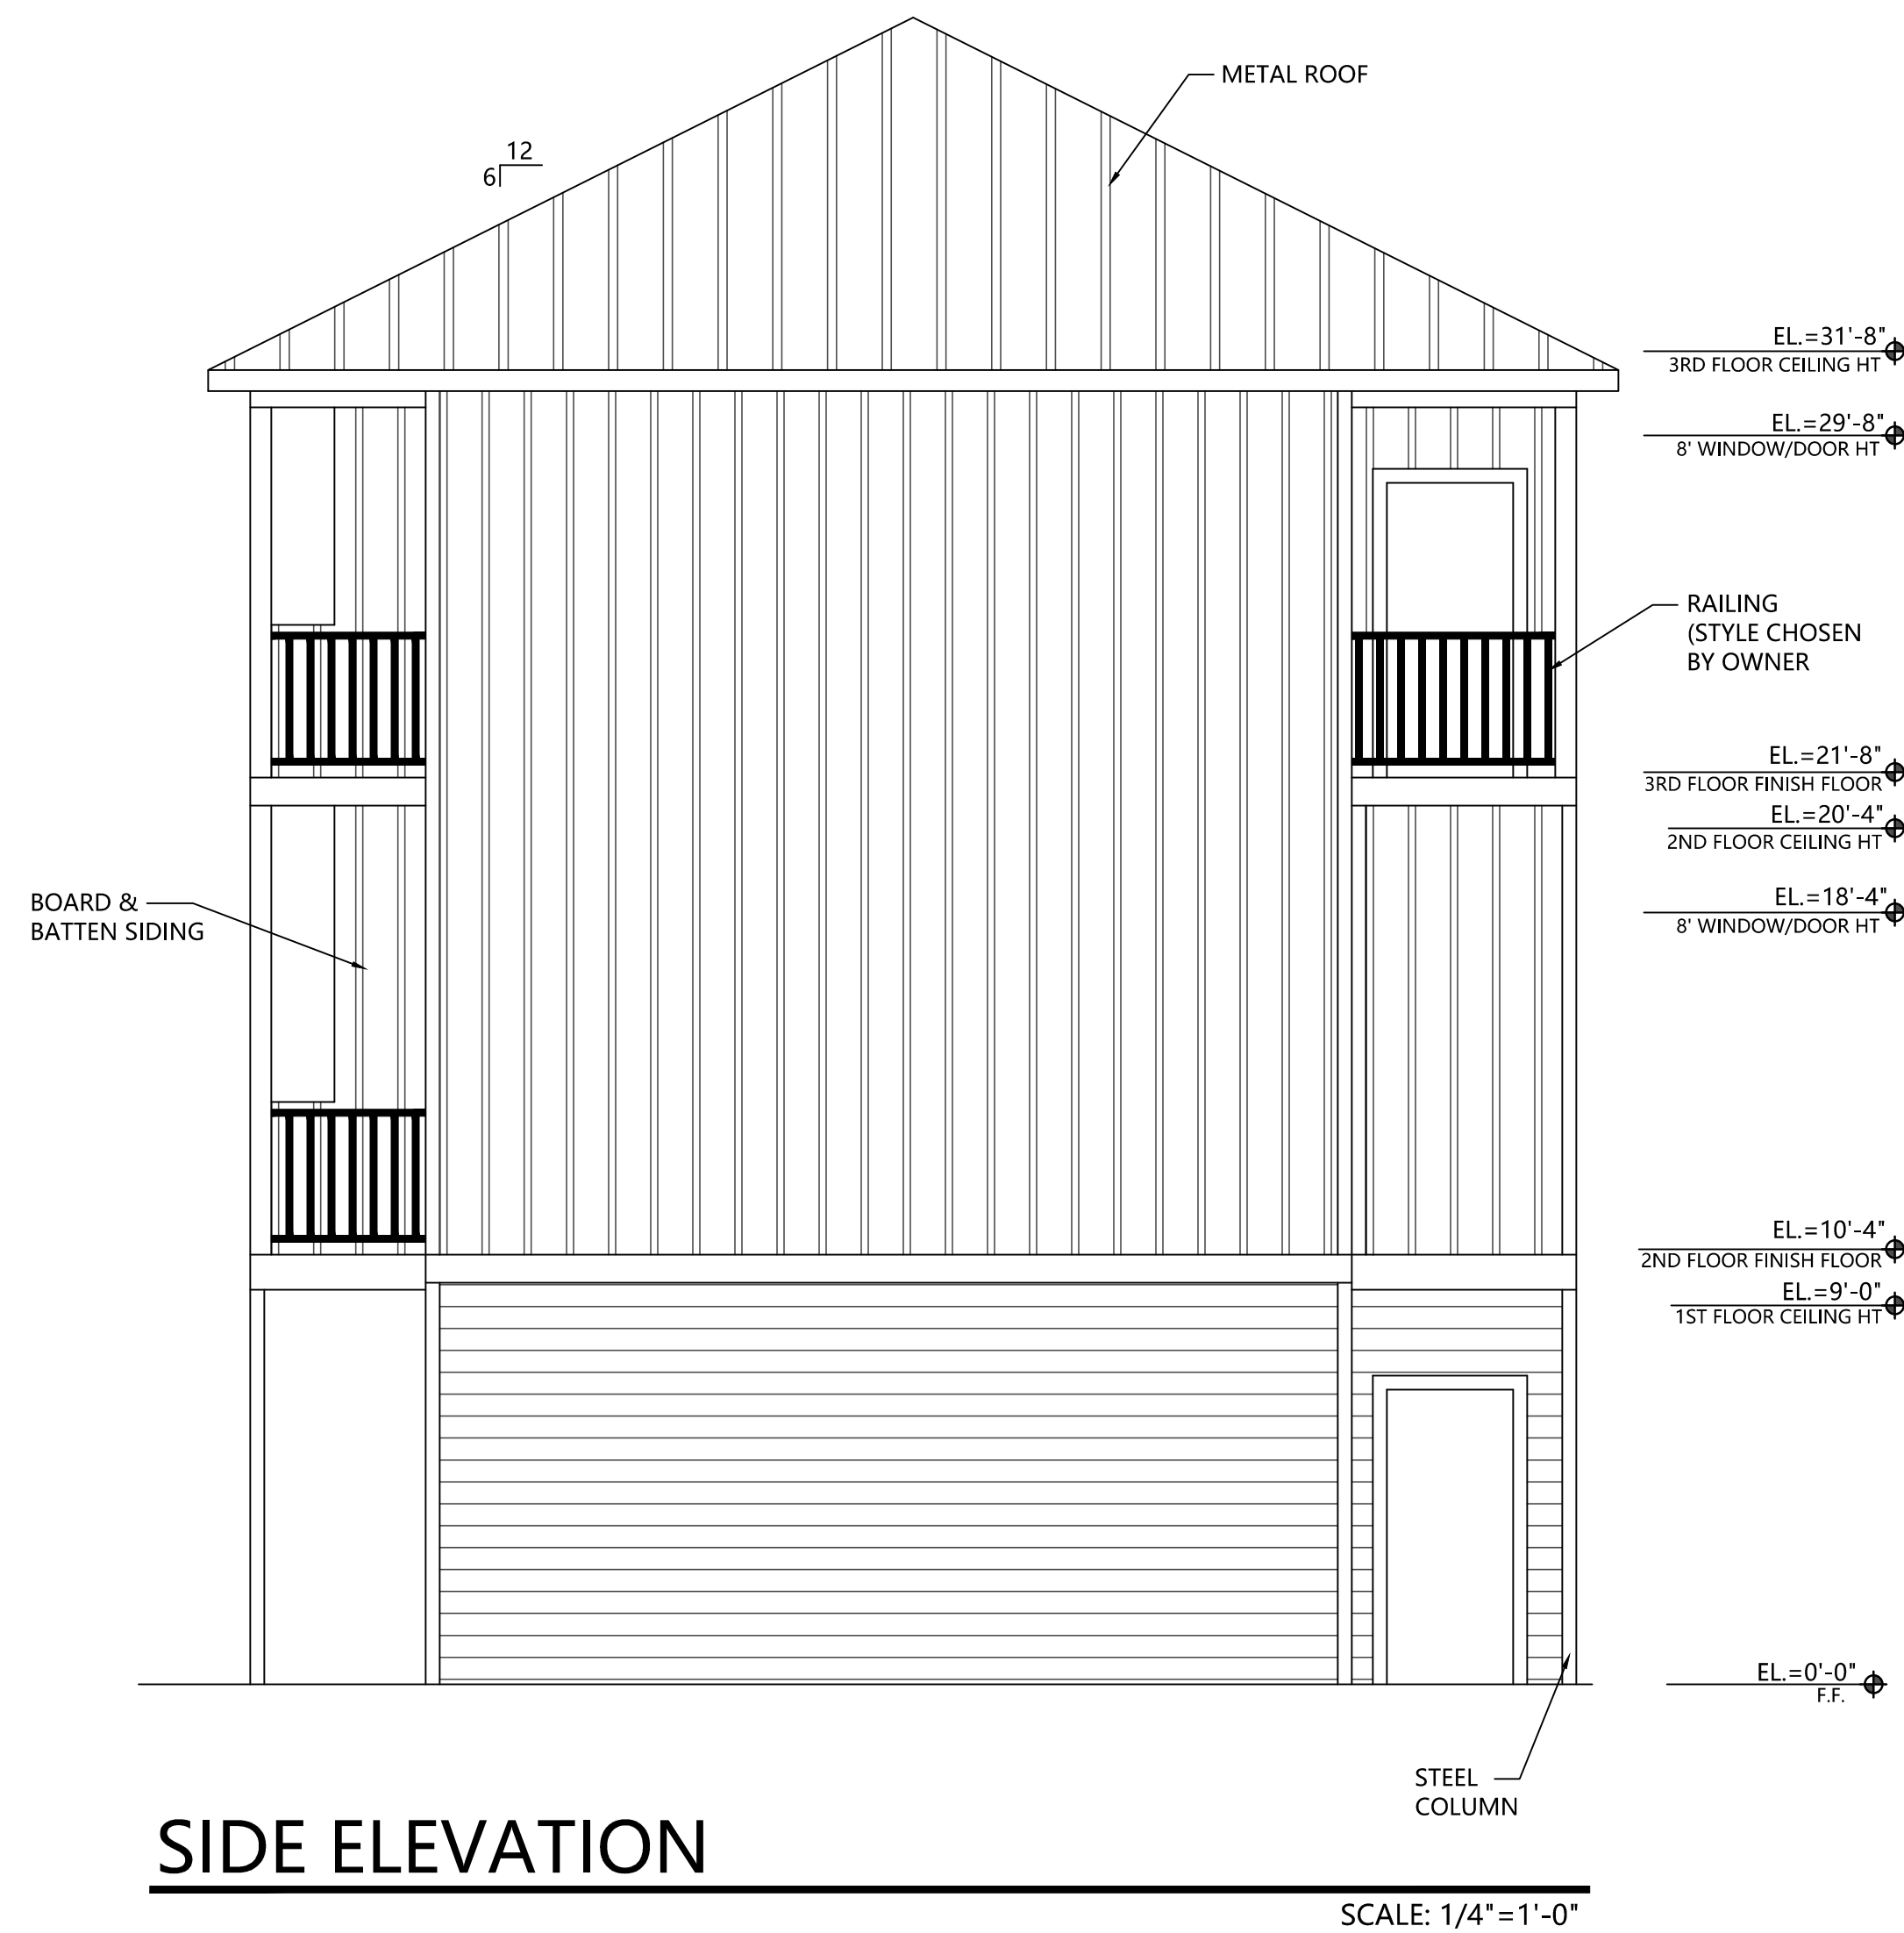 METAL ROOF
12
6
EL.=31'-8"
3RD FLOOR CEILING HT
EL.=29'-8"
8' WINDOW/DOOR HT
RAILING
(STYLE CHOSEN
BY OWNER
EL.=21'-8"
3RD FLOOR FINISH FLOOR
EL.=20'-4"
2ND FLOOR CEILING HT
BOARD &
BATTEN SIDING
EL.=18'-4"
8' WINDOW/DOOR HT
EL.=10'-4"
2ND FLOOR FINISH FLOOR
EL.=9'-0"
1ST FLOOR CEILING HT
EL.=0'-0"
F.F.
STEEL
COLUMN
SIDE ELEVATION
SCALE: 1/4"=1'-0"